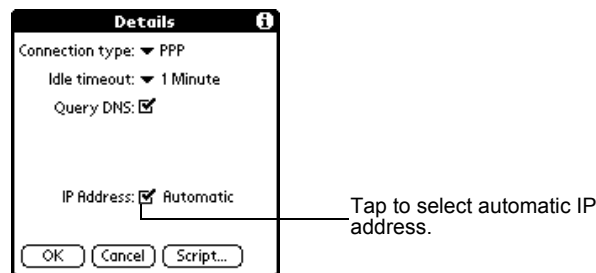 Details i
Connection type: PPP
Idle timeout: 1 Minute
Query DNS:
IP Address: Automatic
Tap to select automatic IP
address.
OK Cancel Script...